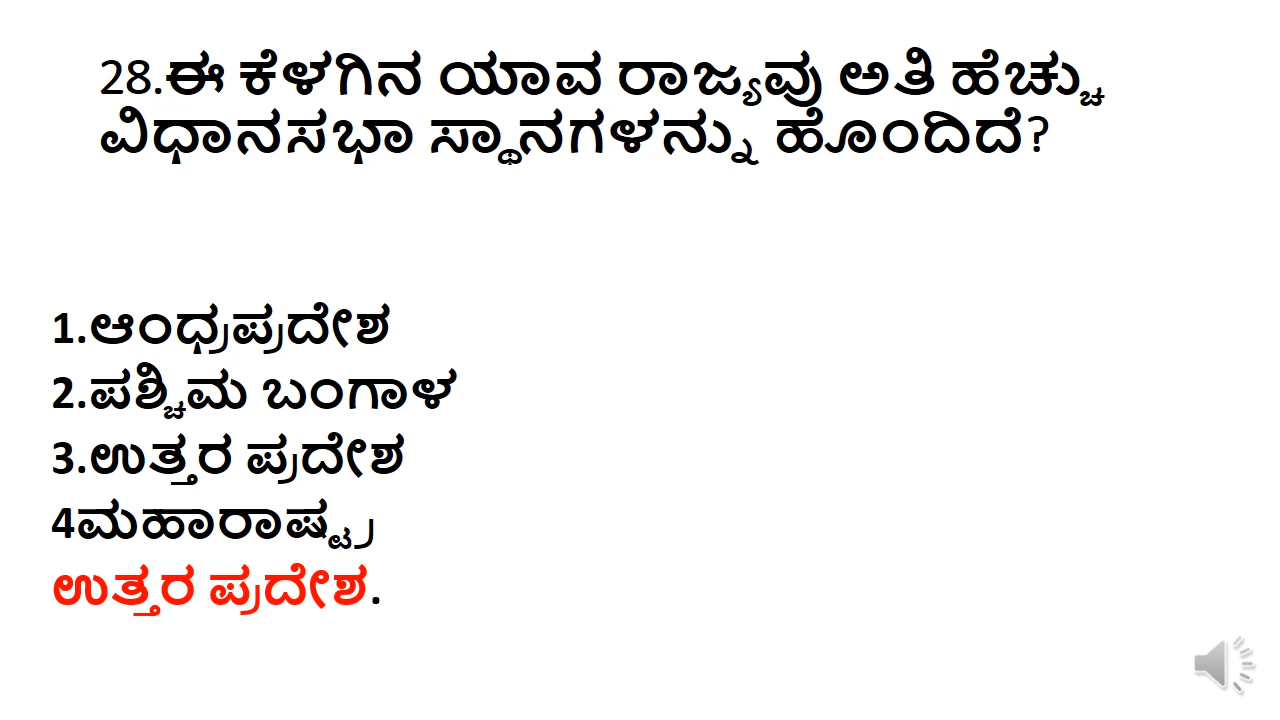 28.ಈ ಕೆಳಗಿನ ಯಾವ ರಾಜ್ಯವು ಅತಿ ಹೆಚ್ಚು
ವಿಧಾನಸಭಾ ಸ್ಥಾನಗಳನ್ನು ಹೊಂದಿದೆ?
1.ಆಂಧ್ರಪ್ರದೇಶ
2.ಪಶ್ಚಿಮ ಬಂಗಾಳ
3.ಉತ್ತರ ಪ್ರದೇಶ
4ಮಹಾರಾಷ್ಟ್ರ
ಉತ್ತರ ಪ್ರದೇಶ.